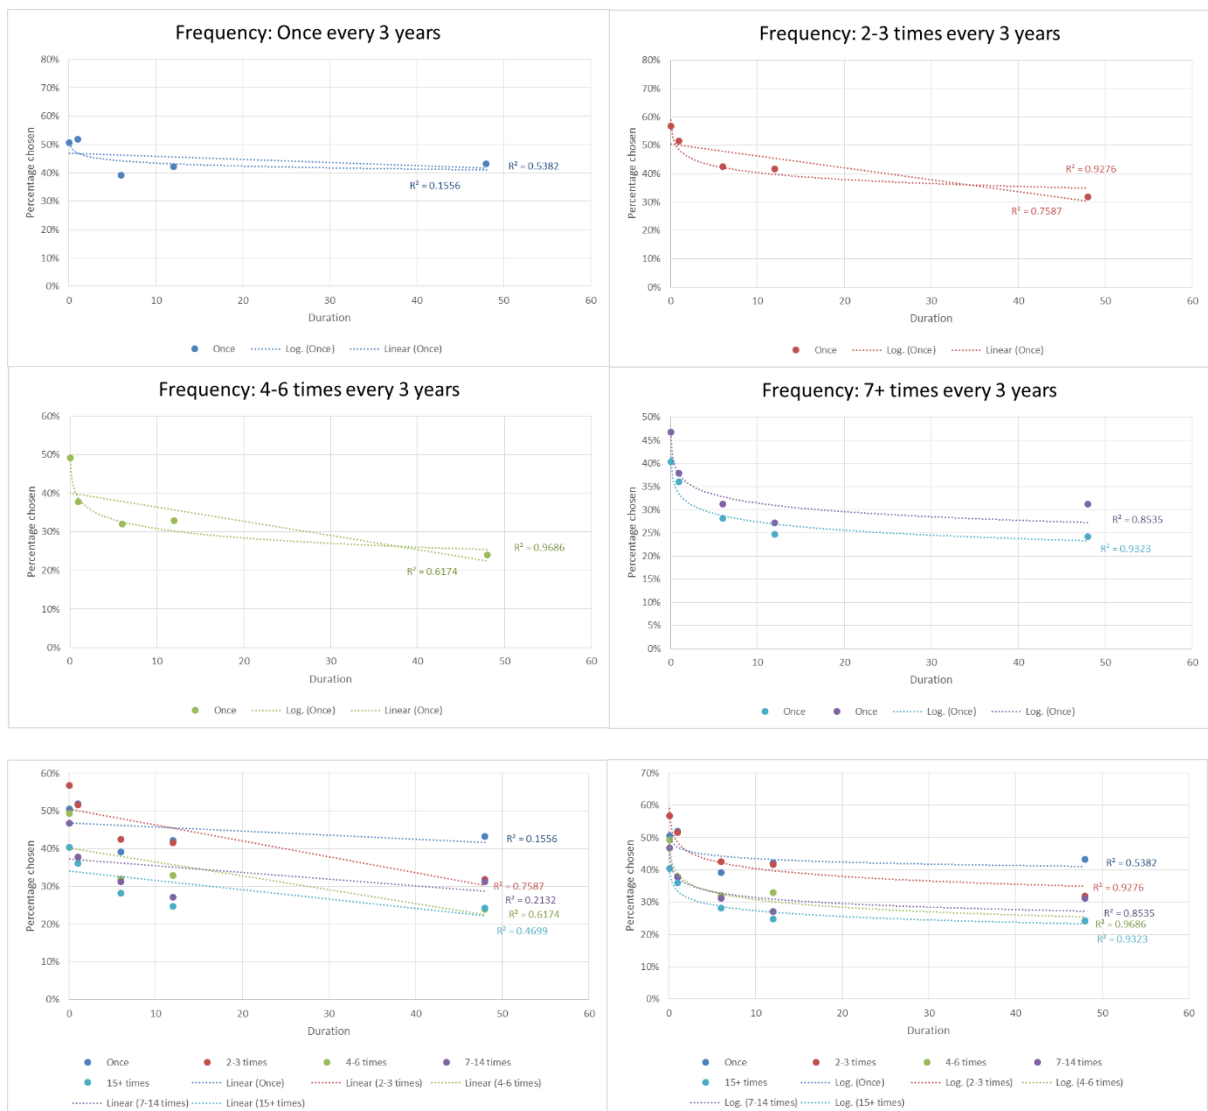 Frequency: Once every 3 years
80%
70%
60%
50%
40%
30%
20%
10%
0%
Percentage chosen
R² = 0.5382
R² = 0.1556
0 10 20 30 40 50 60
Duration
Once Log. (Once) Linear (Once)
Frequency: 2-3 times every 3 years
80%
70%
60%
50%
40%
30%
20%
10%
0%
Percentage chosen
R² = 0.9276
R² = 0.7587
0 10 20 30 40 50 60
Duration
Once Log. (Once) Linear (Once)
Frequency: 4-6 times every 3 years
60%
50%
40%
30%
20%
10%
0%
Percentage chosen
R² = 0.9686
R² = 0.6174
0 10 20 30 40 50 60
Duration
Once Log. (Once) Linear (Once)
Frequency: 7+ times every 3 years
50%
45%
40%
35%
30%
25%
20%
15%
10%
5%
0%
Percentage chosen
R² = 0.8535
R² = 0.9323
0 10 20 30 40 50 60
Duration
Once Once Log. (Once) Log. (Once)
60%
50%
40%
30%
20%
10%
0%
Percentage chosen
R² = 0.1556
R² = 0.7587
R² = 0.2132
R² = 0.6174
R² = 0.4699
0 10 20 30 40 50 60
Duration
Once 2-3 times 4-6 times 7-14 times
15+ times Linear (Once) Linear (2-3 times) Linear (4-6 times)
Linear (7-14 times) Linear (15+ times)
70%
60%
50%
40%
30%
20%
10%
0%
Percentage chosen
R² = 0.5382
R² = 0.9276
R² = 0.8535
R² = 0.9686
R² = 0.9323
0 10 20 30 40 50 60
Duration
Once 2-3 times 4-6 times 7-14 times
15+ times Log. (Once) Log. (2-3 times) Log. (4-6 times)
Log. (7-14 times) Log. (15+ times)